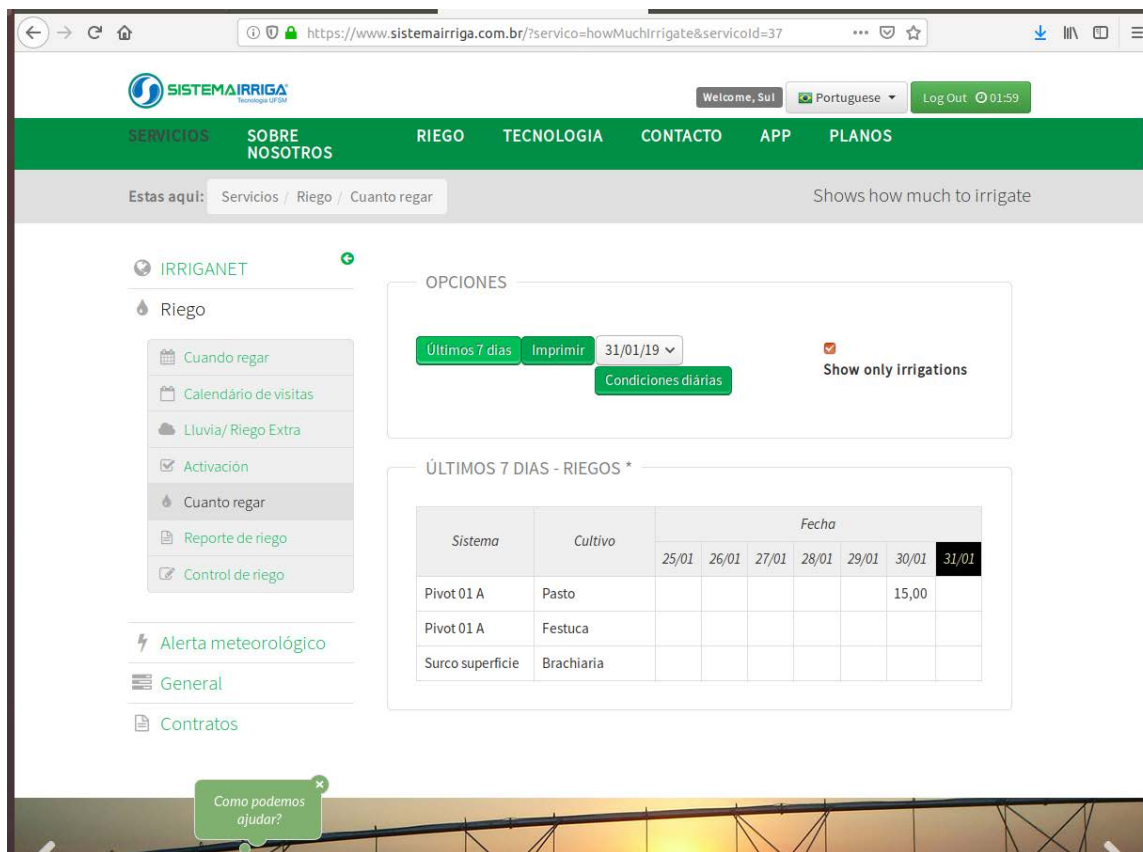 https://www.sistemairriga.com.br/?servico=howMuchIrrigate&servicoId=37
SISTEMAIRRIGA
Tecnologia UFSM
Welcome, Sul
Portuguese
Log Out 01:59
SERVICIOS
SOBRE NOSOTROS
RIEGO
TECNOLOGIA
CONTACTO
APP
PLANOS
Estas aqui: Servicios / Riego / Cuanto regar
Shows how much to irrigate
IRRIGANET
Riego
Cuando regar
Calendário de visitas
Lluvia/ Riego Extra
Activación
Cuanto regar
Reporte de riego
Control de riego
Alerta meteorológico
General
Contratos
OPCIONES
Últimos 7 dias Imprimir 31/01/19
Condiciones diárias
Show only irrigations
ÚLTIMOS 7 DIAS - RIEGOS *
Sistema Cultivo Fecha
25/01 26/01 27/01 28/01 29/01 30/01 31/01
Pivot 01 A Pasto 15,00
Pivot 01 A Festuca
Surco superficie Brachiaria
Como podemos
ajudar?